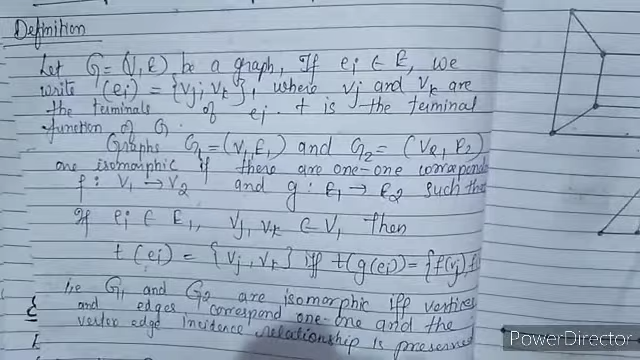 Definition
Let G = (V, E) be a graph, If ei ∈ E, we
write (ei) = {vj, vk}, where vj and vk are
the terminals of ei. t is the terminal
function of G.
Graphs G1 = (V1, E1) and G2 = (V2, E2)
are isomorphic if there are one-one correspond
f : V1 → V2 and g : E1 → E2 such tha
If ei ∈ E1, vj, vk ∈ V1 Then
t(ei) = {vj, vk} iff t(g(ei)) = {f(vj) f
i.e G1 and G2 are isomorphic iff vertices
and edges correspond one-one and the
vertex edge incidence relationship is preserved
PowerDirector